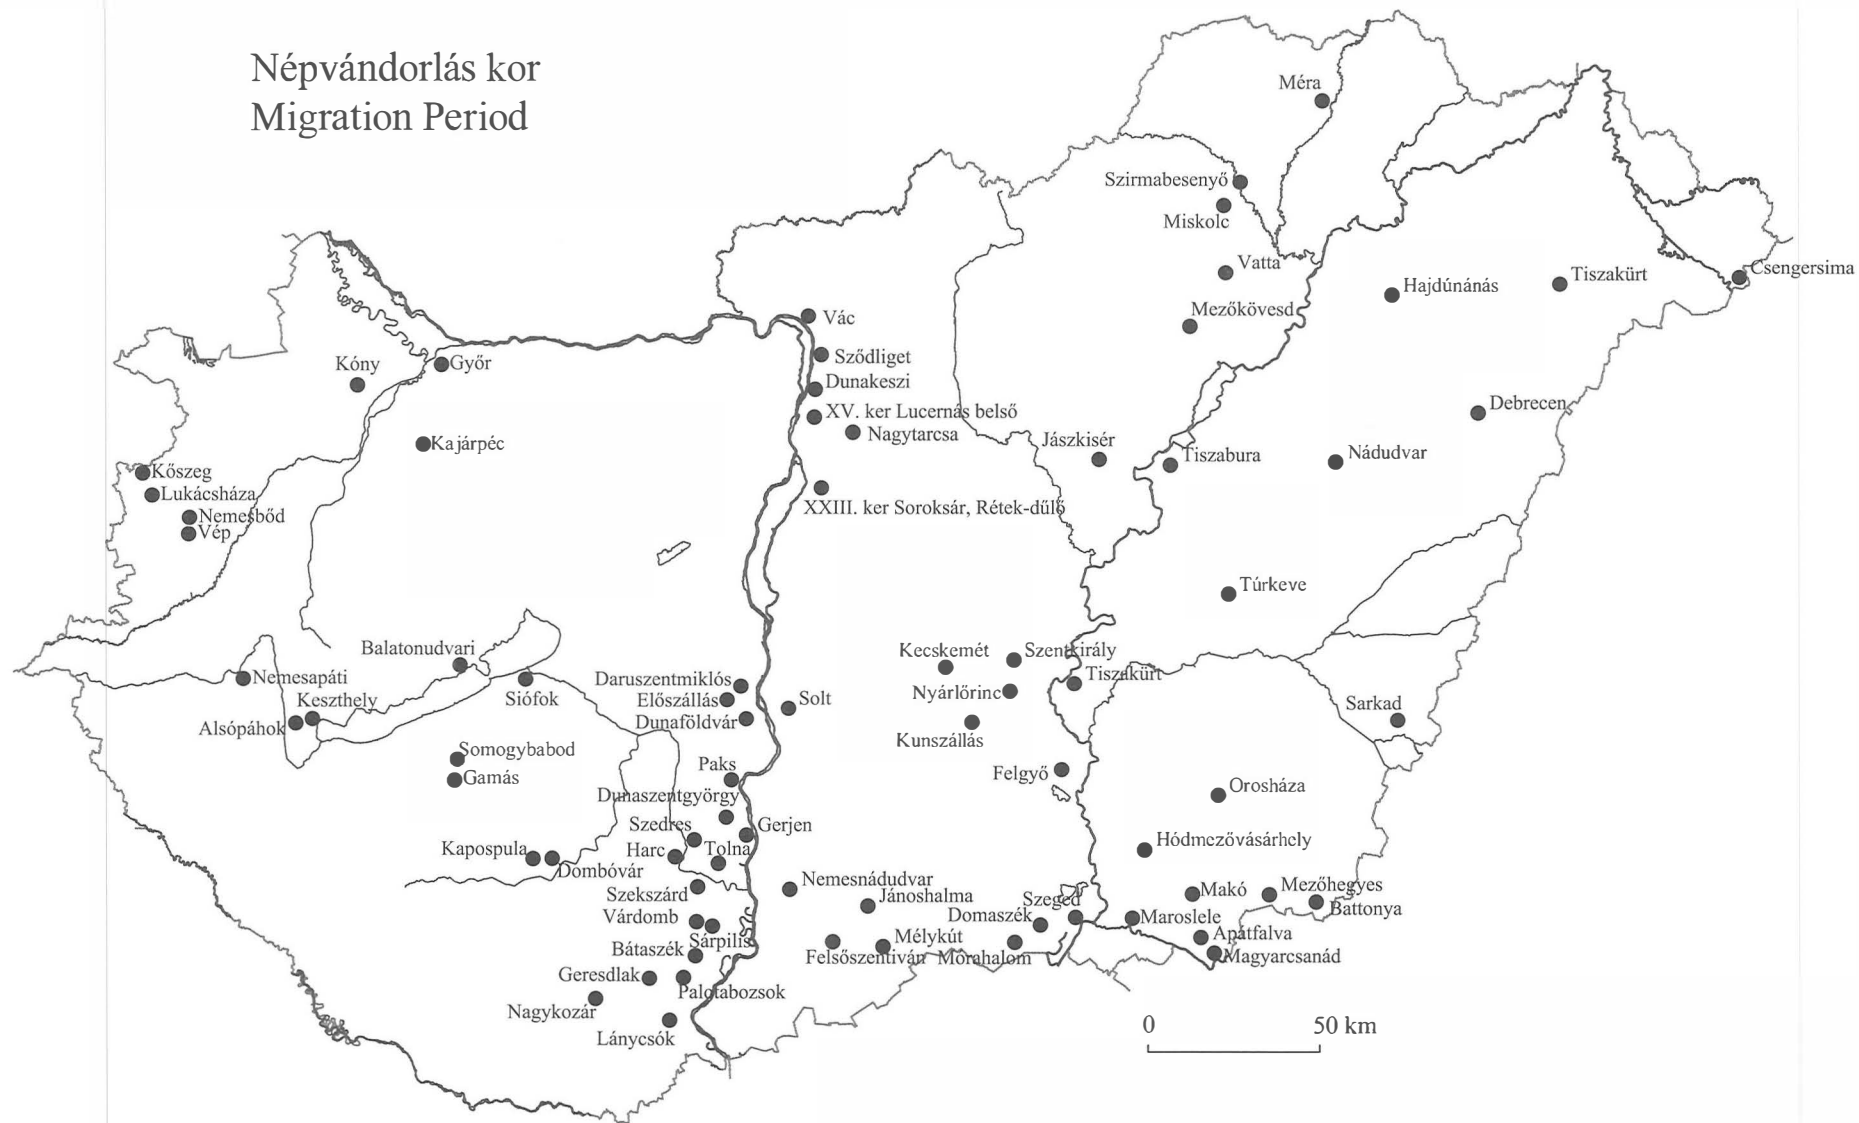 Népvándorlás kor
Migration Period
Méra
Szirmabesenyő
Miskolc
Vatta
Mezőkövesd
Hajdúnánás
Tiszakürt
Csengersima
Vác
Sződliget
Dunakeszi
XV. ker Lucernás belső
Nagytarcsa
XXIII. ker Soroksár, Rétek-dűlő
Kóny
Győr
Kajárpéc
Kőszeg
Lukácsháza
Nemesbőd
Vép
Jászkisér
Tiszabura
Nádudvar
Debrecen
Túrkeve
Balatonudvari
Nemesapáti
Keszthely
Alsópáhok
Siófok
Somogybabod
Gamás
Daruszentmiklós
Előszállás
Dunaföldvár
Solt
Kecskemét
Szentkirály
Nyárlőrinc
Tiszakürt
Kunszállás
Felgyő
Sarkad
Orosháza
Hódmezővásárhely
Paks
Dunaszentgyörgy
Szedres
Gerjen
Harc
Tolna
Kapospula
Dombóvár
Szekszárd
Várdomb
Sárpilis
Bátaszék
Geresdlak
Palotabozsok
Nagykozár
Lánycsók
Nemesnádudvar
Jánoshalma
Felsőszentiván
Mélykút
Mórahalom
Domaszék
Szeged
Maroslele
Makó
Mezőhegyes
Battonya
Apátfalva
Magyarcsanád
0 50 km